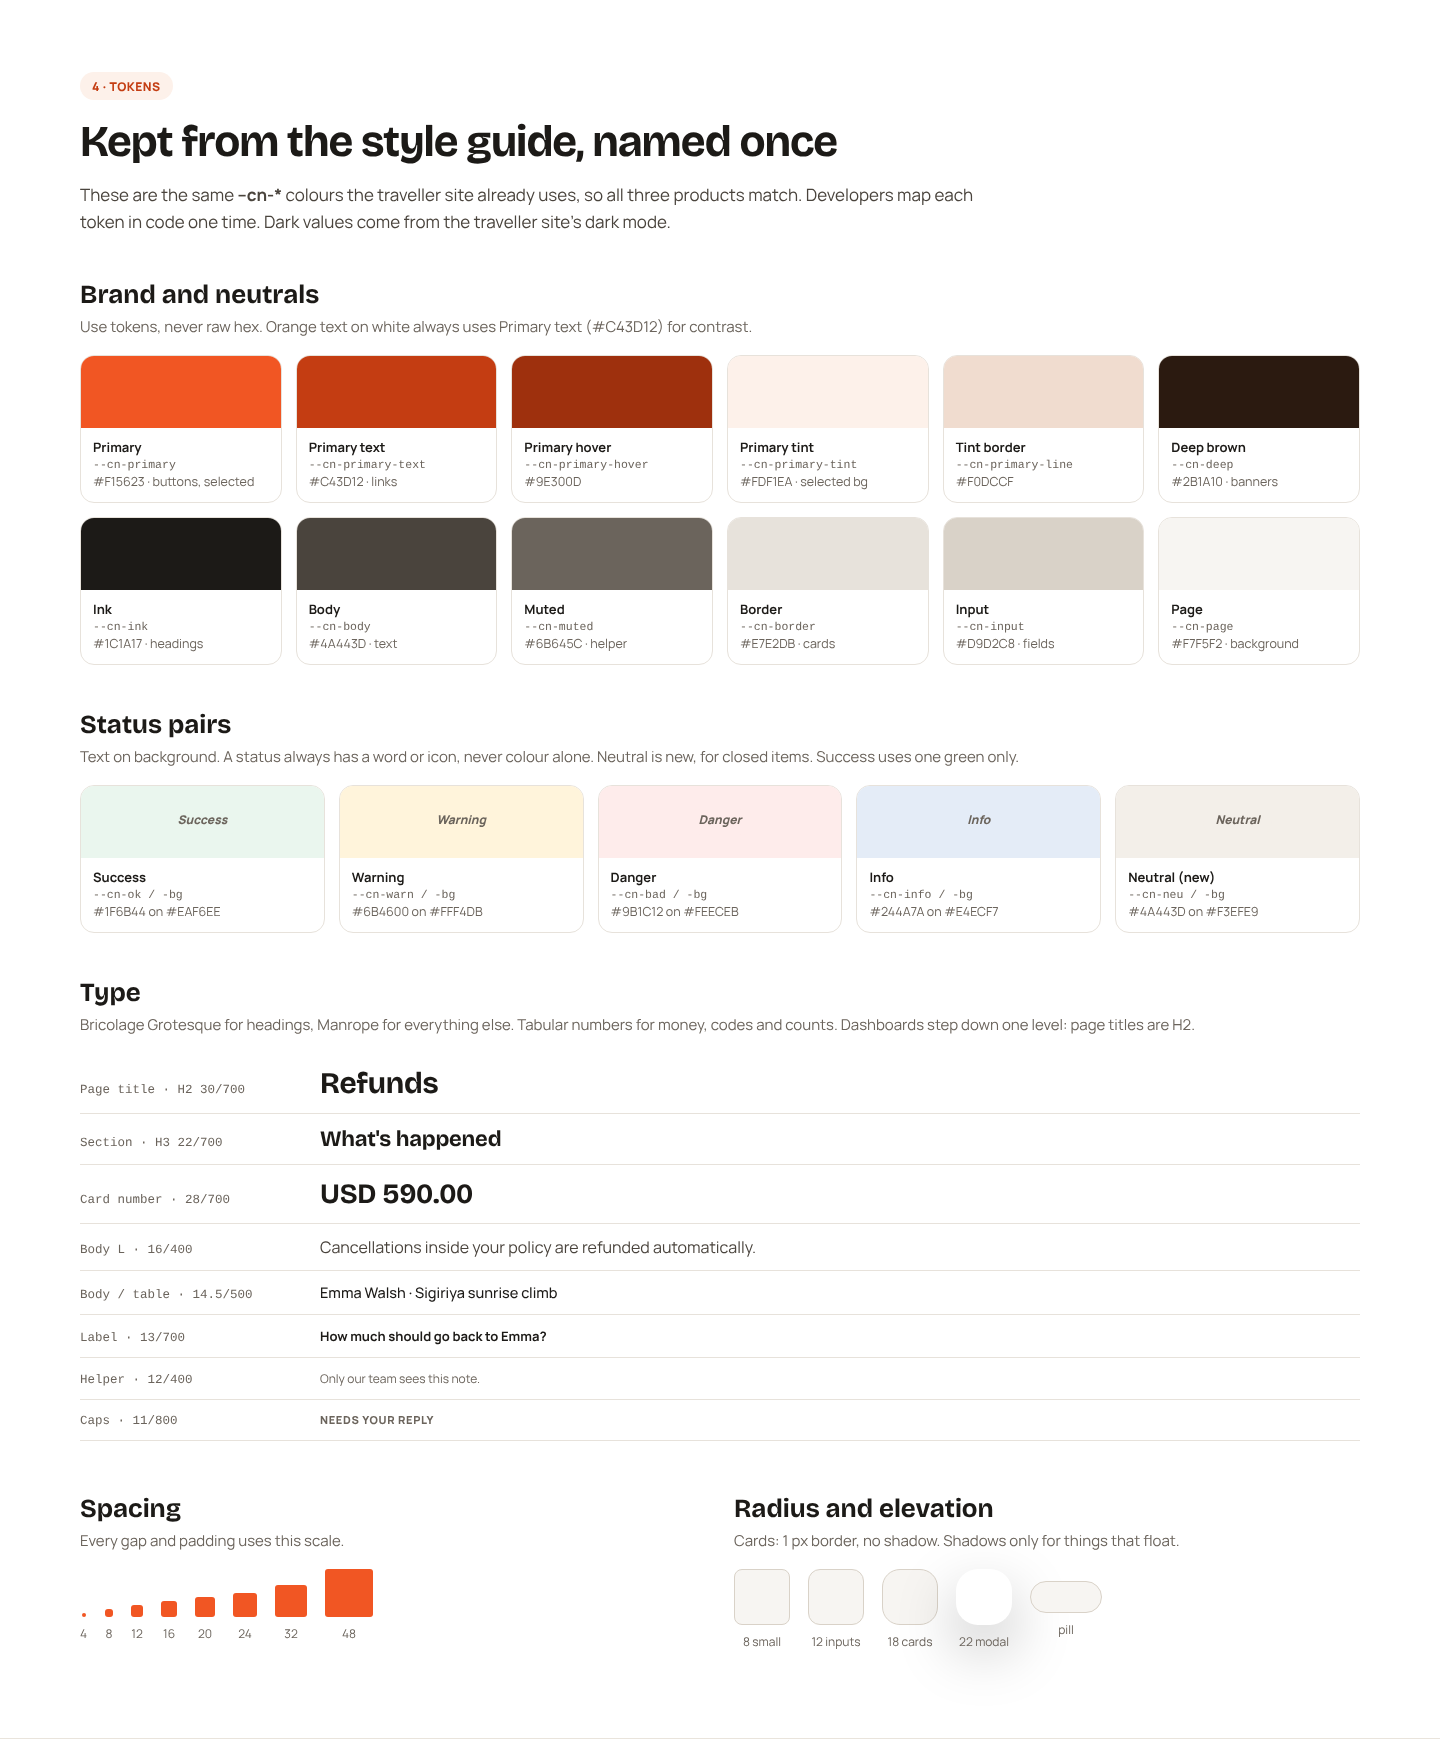 4 · TOKENS
Kept from the style guide, named once
These are the same –cn-* colours the traveller site already uses, so all three products match. Developers map each
token in code one time. Dark values come from the traveller site's dark mode.
Brand and neutrals
Use tokens, never raw hex. Orange text on white always uses Primary text (#C43D12) for contrast.
Primary
--cn-primary
#F15623 · buttons, selected
Primary text
--cn-primary-text
#C43D12 · links
Primary hover
--cn-primary-hover
#9E300D
Primary tint
--cn-primary-tint
#FDF1EA · selected bg
Tint border
--cn-primary-line
#F0DCCF
Deep brown
--cn-deep
#2B1A10 · banners
Ink
--cn-ink
#1C1A17 · headings
Body
--cn-body
#4A443D · text
Muted
--cn-muted
#6B645C · helper
Border
--cn-border
#E7E2DB · cards
Input
--cn-input
#D9D2C8 · fields
Page
--cn-page
#F7F5F2 · background
Status pairs
Text on background. A status always has a word or icon, never colour alone. Neutral is new, for closed items. Success uses one green only.
Success
Success
--cn-ok / -bg
#1F6B44 on #EAF6EE
Warning
Warning
--cn-warn / -bg
#6B4600 on #FFF4DB
Danger
Danger
--cn-bad / -bg
#9B1C12 on #FEECEB
Info
Info
--cn-info / -bg
#244A7A on #E4ECF7
Neutral
Neutral (new)
--cn-neu / -bg
#4A443D on #F3EFE9
Type
Bricolage Grotesque for headings, Manrope for everything else. Tabular numbers for money, codes and counts. Dashboards step down one level: page titles are H2.
Page title · H2 30/700
Refunds
Section · H3 22/700
What's happened
Card number · 28/700
USD 590.00
Body L · 16/400
Cancellations inside your policy are refunded automatically.
Body / table · 14.5/500
Emma Walsh · Sigiriya sunrise climb
Label · 13/700
How much should go back to Emma?
Helper · 12/400
Only our team sees this note.
Caps · 11/800
NEEDS YOUR REPLY
Spacing
Every gap and padding uses this scale.
4 8 12 16 20 24 32 48
Radius and elevation
Cards: 1 px border, no shadow. Shadows only for things that float.
8 small 12 inputs 18 cards 22 modal pill